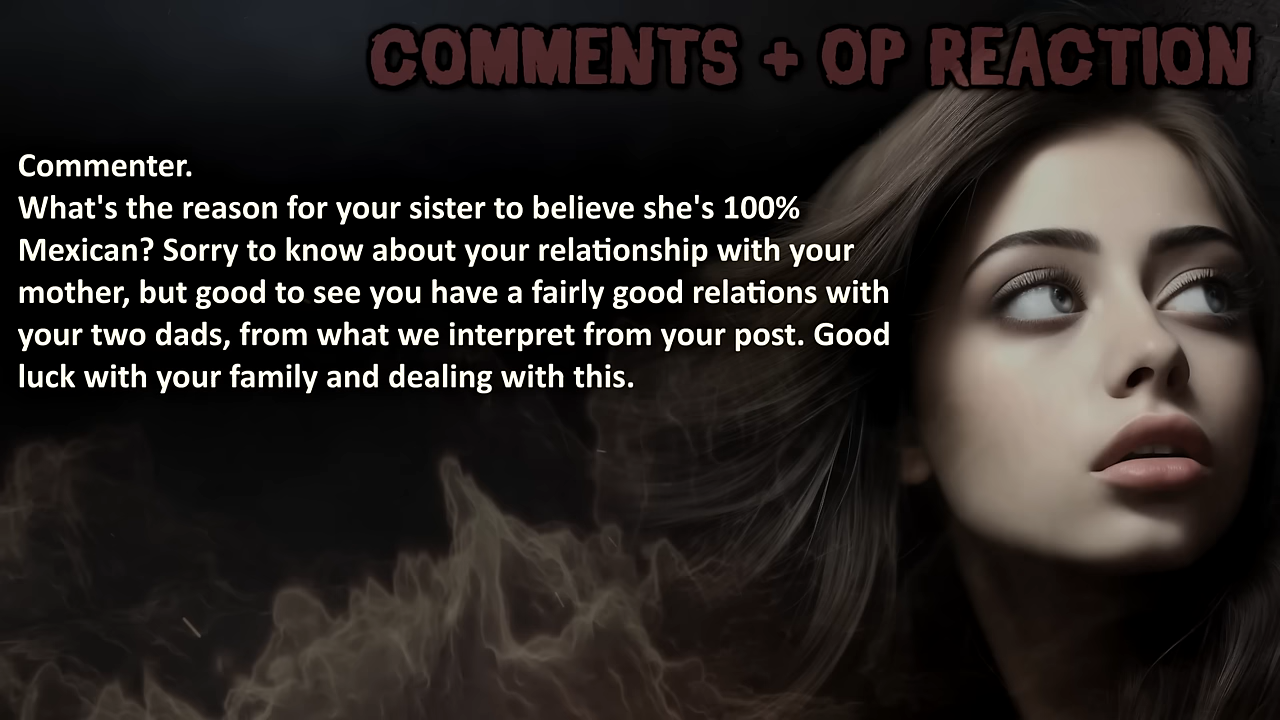 COMMENTS + OP REACTION
Commenter.
What's the reason for your sister to believe she's 100%
Mexican? Sorry to know about your relationship with your
mother, but good to see you have a fairly good relations with
your two dads, from what we interpret from your post. Good
luck with your family and dealing with this.